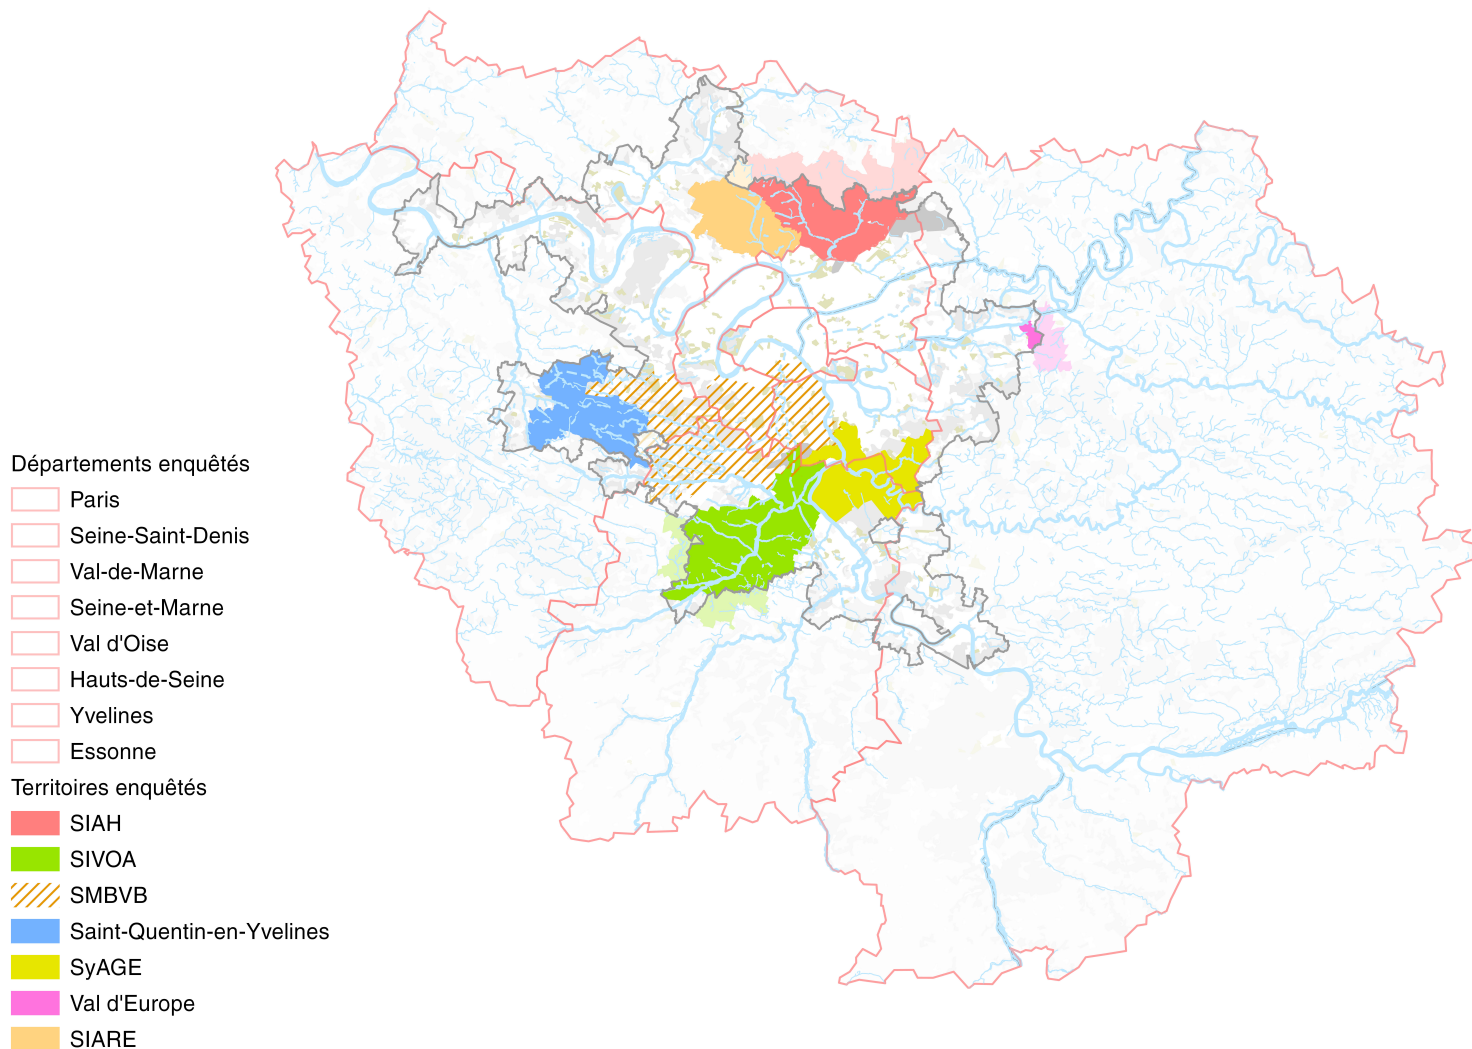 Départements enquêtés
Paris
Seine-Saint-Denis
Val-de-Marne
Seine-et-Marne
Val d'Oise
Hauts-de-Seine
Yvelines
Essonne
Territoires enquêtés
SIAH
SIVOA
SMBVB
Saint-Quentin-en-Yvelines
SyAGE
Val d'Europe
SIARE